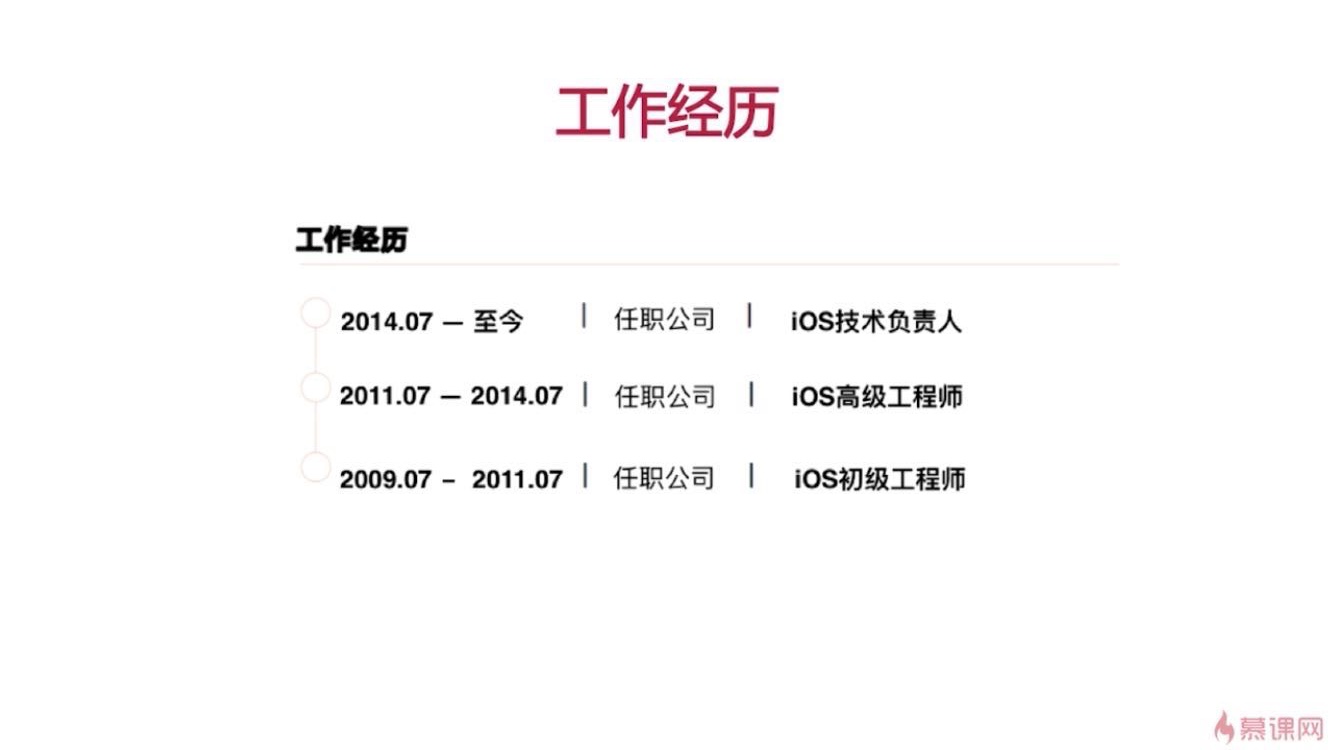 工作经历
工作经历
2014.07 — 至今 | 任职公司 | iOS技术负责人
2011.07 — 2014.07 | 任职公司 | iOS高级工程师
2009.07 – 2011.07 | 任职公司 | iOS初级工程师
慕课网